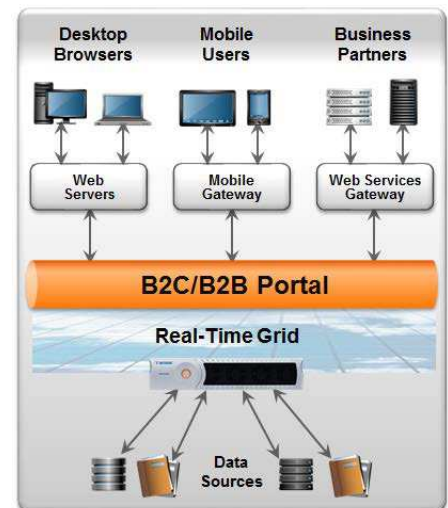 Desktop
Browsers
Mobile
Users
Business
Partners
Web
Servers
Mobile
Gateway
Web Services
Gateway
B2C/B2B Portal
Real-Time Grid
Data
Sources